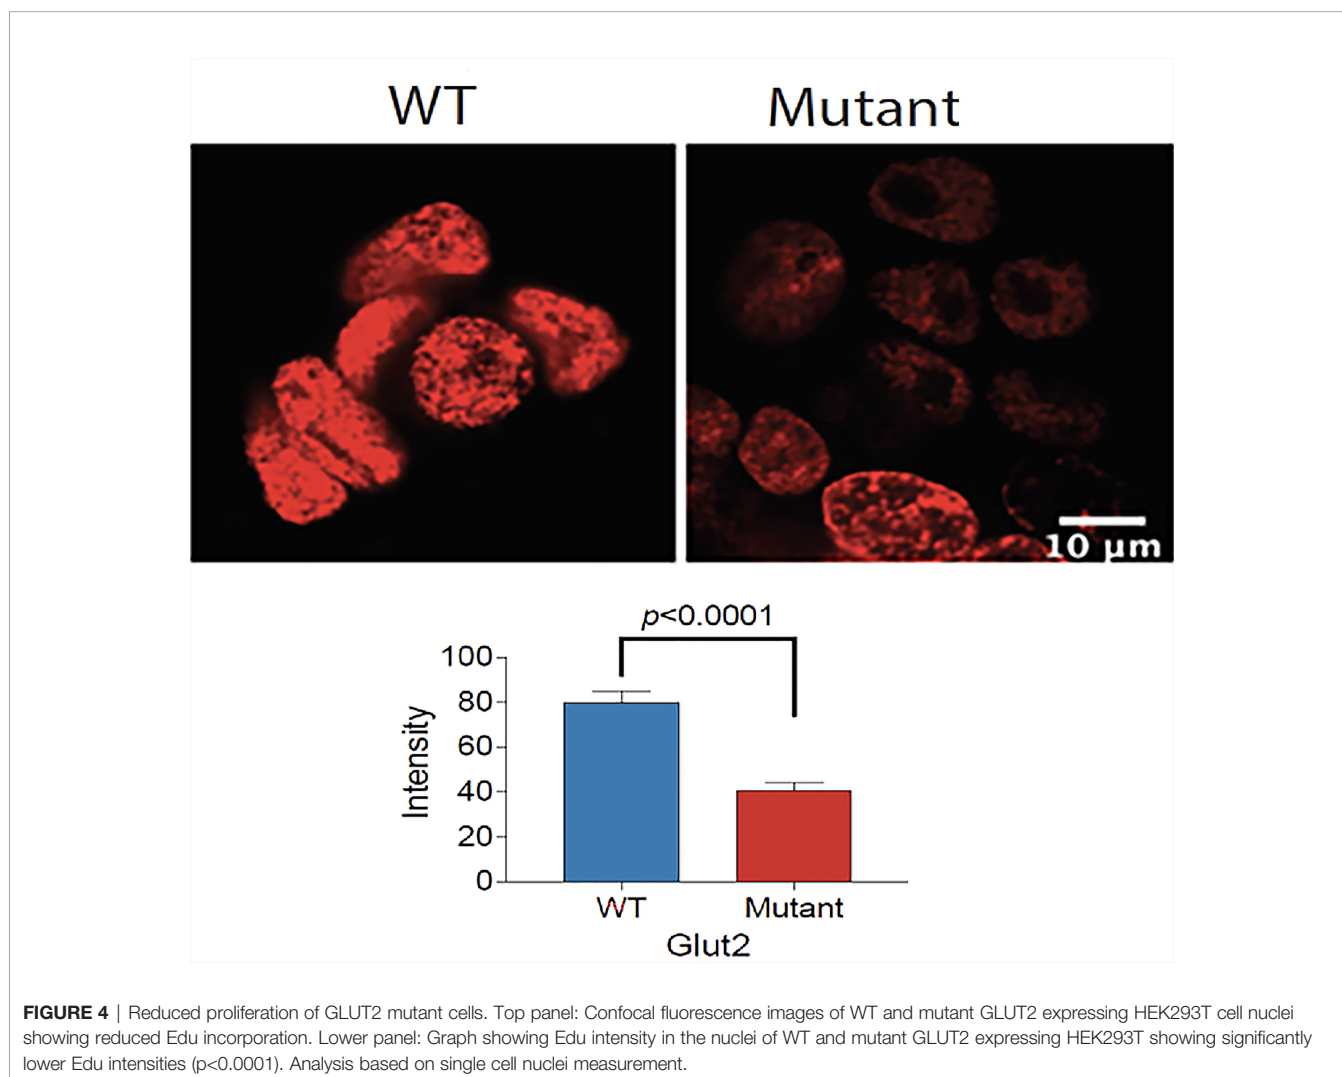 WT Mutant
10 µm
p<0.0001
100
80
60
40
20
0
Intensity
WT Mutant
Glut2
FIGURE 4 | Reduced proliferation of GLUT2 mutant cells. Top panel: Confocal fluorescence images of WT and mutant GLUT2 expressing HEK293T cell nuclei
showing reduced Edu incorporation. Lower panel: Graph showing Edu intensity in the nuclei of WT and mutant GLUT2 expressing HEK293T showing significantly
lower Edu intensities (p<0.0001). Analysis based on single cell nuclei measurement.